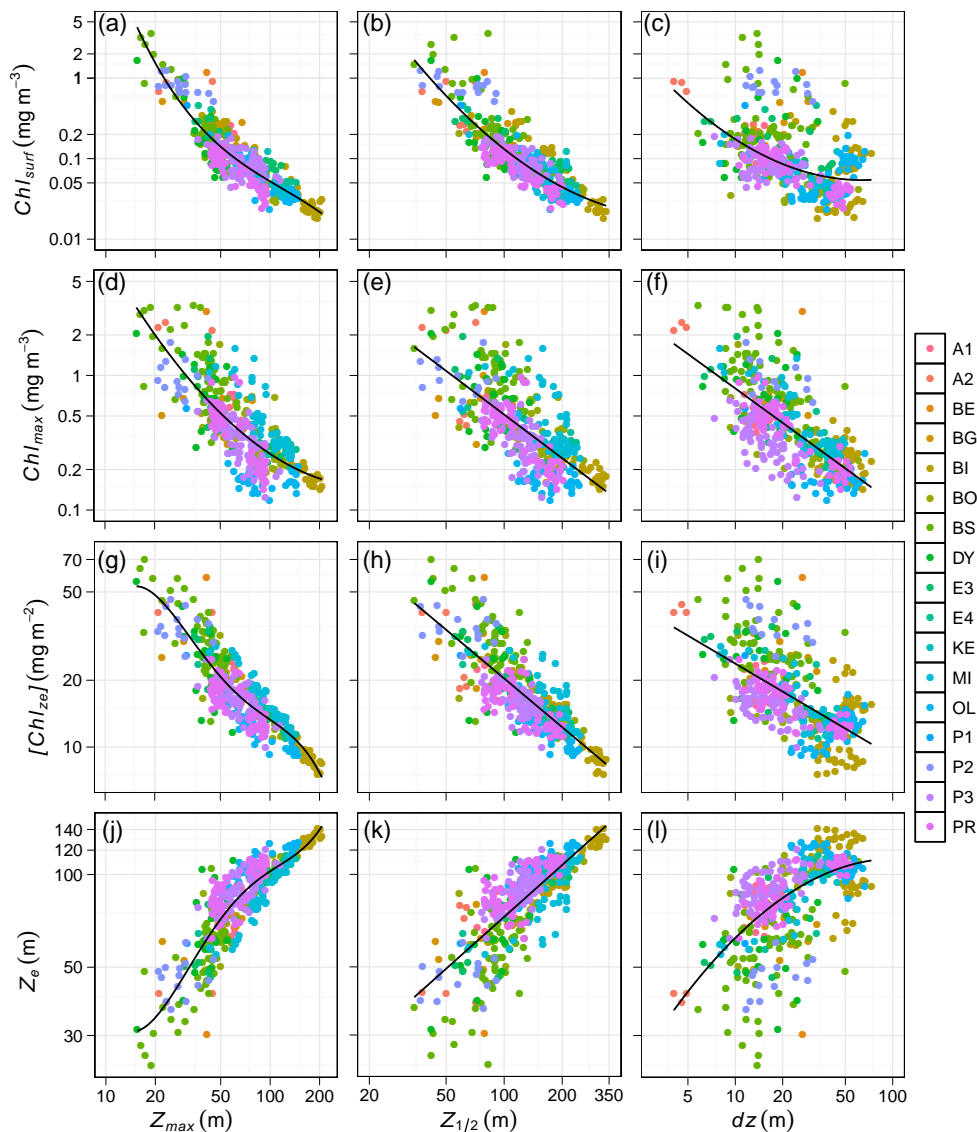 (a) (b) (c)
Chl_surf (mg m⁻³)
5
2
1
0.2
0.1
0.05
0.01
(d) (e) (f)
Chl_max (mg m⁻³)
5
2
1
0.5
0.2
0.1
(g) (h) (i)
[Chl_ze] (mg m⁻²)
70
50
20
10
(j) (k) (l)
Z_e (m)
140
120
100
50
30
10 20 50 100 200
20 50 100 200 350
5 10 20 50 100
Z_max (m) Z_1/2 (m) dz (m)
A1
A2
BE
BG
BI
BO
BS
DY
E3
E4
KE
MI
OL
P1
P2
P3
PR